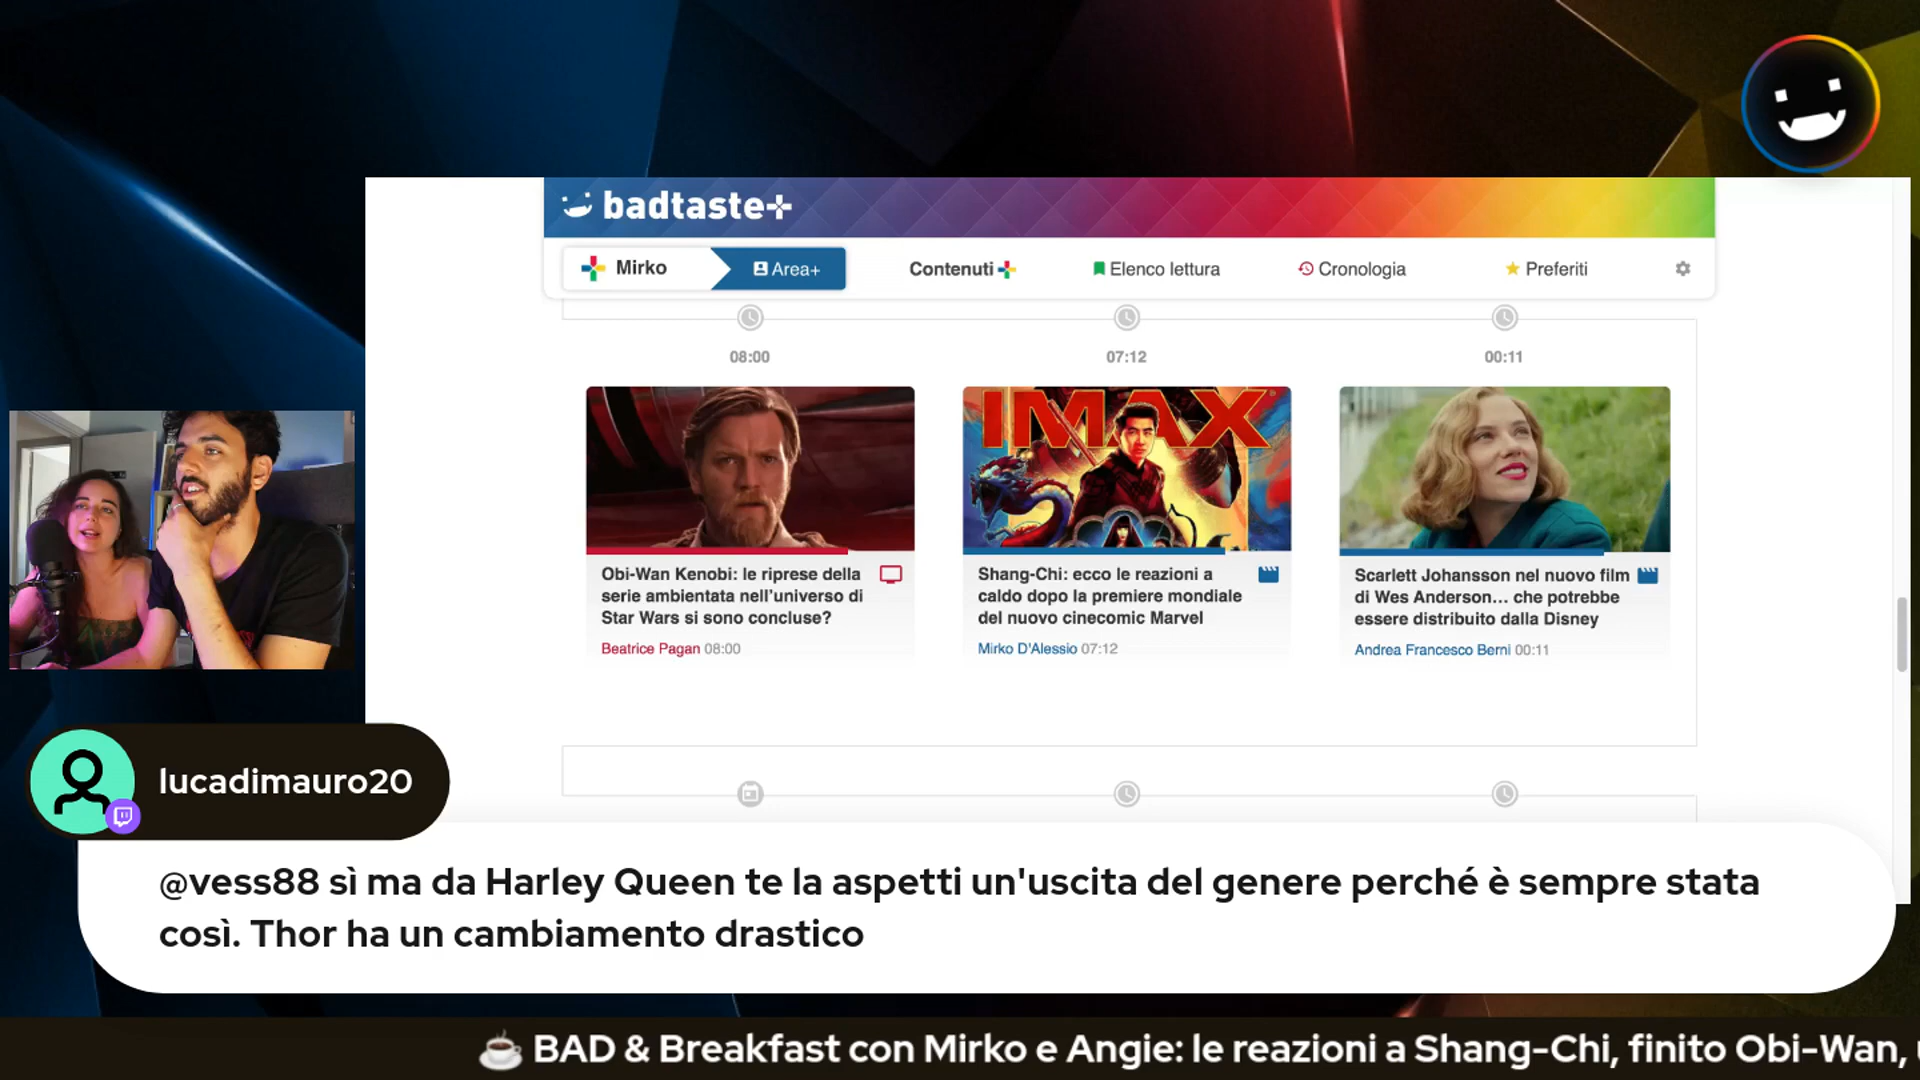 badtaste+
Mirko
Area+
Contenuti
Elenco lettura
Cronologia
Preferiti
08:00
07:12
00:11
IMAX
Obi-Wan Kenobi: le riprese della
serie ambientata nell'universo di
Star Wars si sono concluse?
Beatrice Pagan 08:00
Shang-Chi: ecco le reazioni a
caldo dopo la premiere mondiale
del nuovo cinecomic Marvel
Mirko D'Alessio 07:12
Scarlett Johansson nel nuovo film
di Wes Anderson... che potrebbe
essere distribuito dalla Disney
Andrea Francesco Berni 00:11
lucadimauro20
@vess88 sì ma da Harley Queen te la aspetti un'uscita del genere perché è sempre stata
così. Thor ha un cambiamento drastico
BAD & Breakfast con Mirko e Angie: le reazioni a Shang-Chi, finito Obi-Wan,